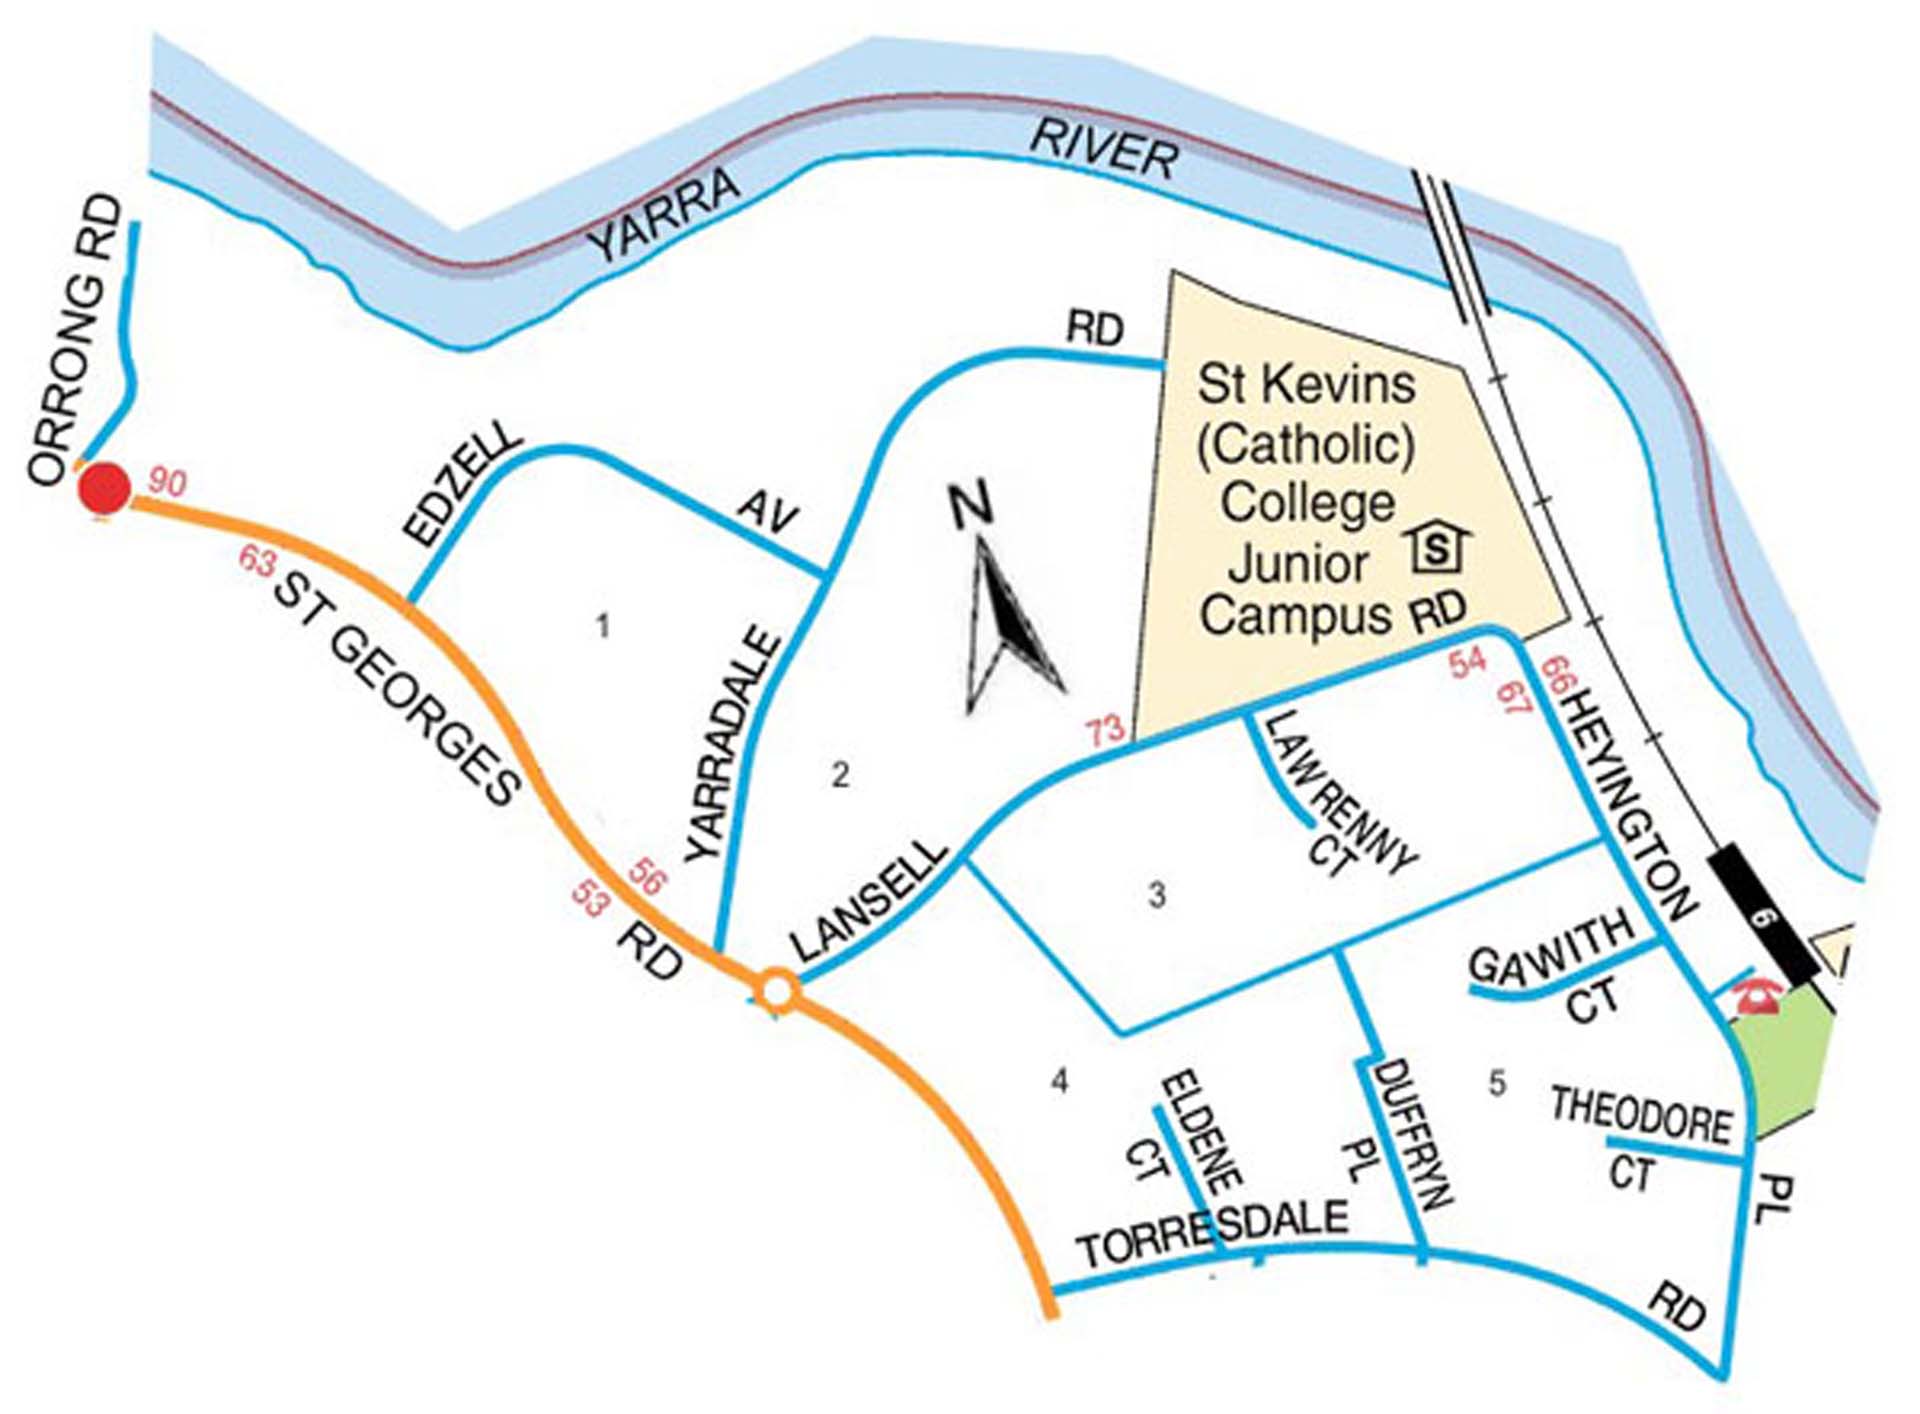 YARRA
RIVER
ORRONG RD
RD
St Kevins
(Catholic)
College
Junior
Campus
S
RD
EDZELL
AV
N
90
63
ST GEORGES
RD
1
YARRADALE
2
73
54
67
66
HEYINGTON
PL
LAWRENNY
CT
56
53
LANSELL
3
6
GAWITH
CT
4
ELDENE
CT
DUFFRYN
PL
5
THEODORE
CT
TORRESDALE
RD